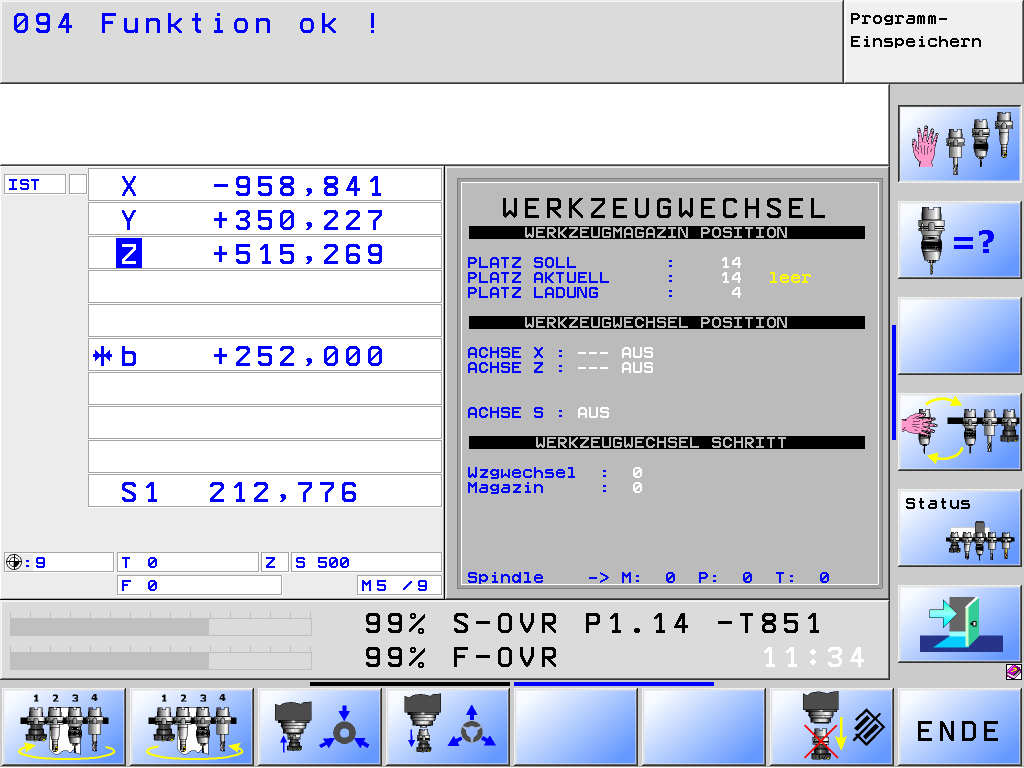 094 Funktion ok !
Programm-
Einspeichern
IST
X -958,841
Y +350,227
Z +515,269
b +252,000
S1 212,776
:9
T 0
Z
S 500
F 0
M5 /9
WERKZEUGWECHSEL
WERKZEUGMAGAZIN POSITION
PLATZ SOLL : 14
PLATZ AKTUELL : 14 leer
PLATZ LADUNG : 4
WERKZEUGWECHSEL POSITION
ACHSE X : --- AUS
ACHSE Z : --- AUS
ACHSE S : AUS
WERKZEUGWECHSEL SCHRITT
Wzgwechsel : 0
Magazin : 0
Spindle -> M: 0 P: 0 T: 0
99% S-OVR P1.14 -T851
99% F-OVR 11:34
=?
Status
1 2 3 4
1 2 3 4
ENDE